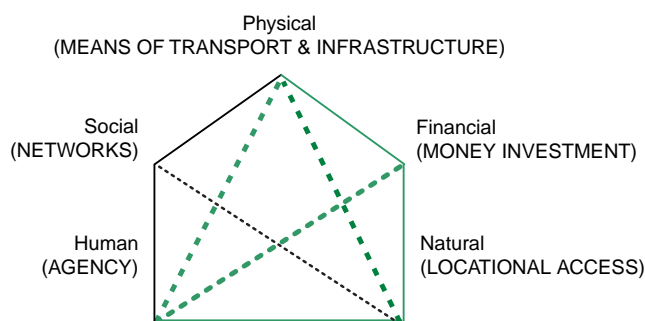 Physical
(MEANS OF TRANSPORT & INFRASTRUCTURE)
Social
(NETWORKS)
Financial
(MONEY INVESTMENT)
Human
(AGENCY)
Natural
(LOCATIONAL ACCESS)